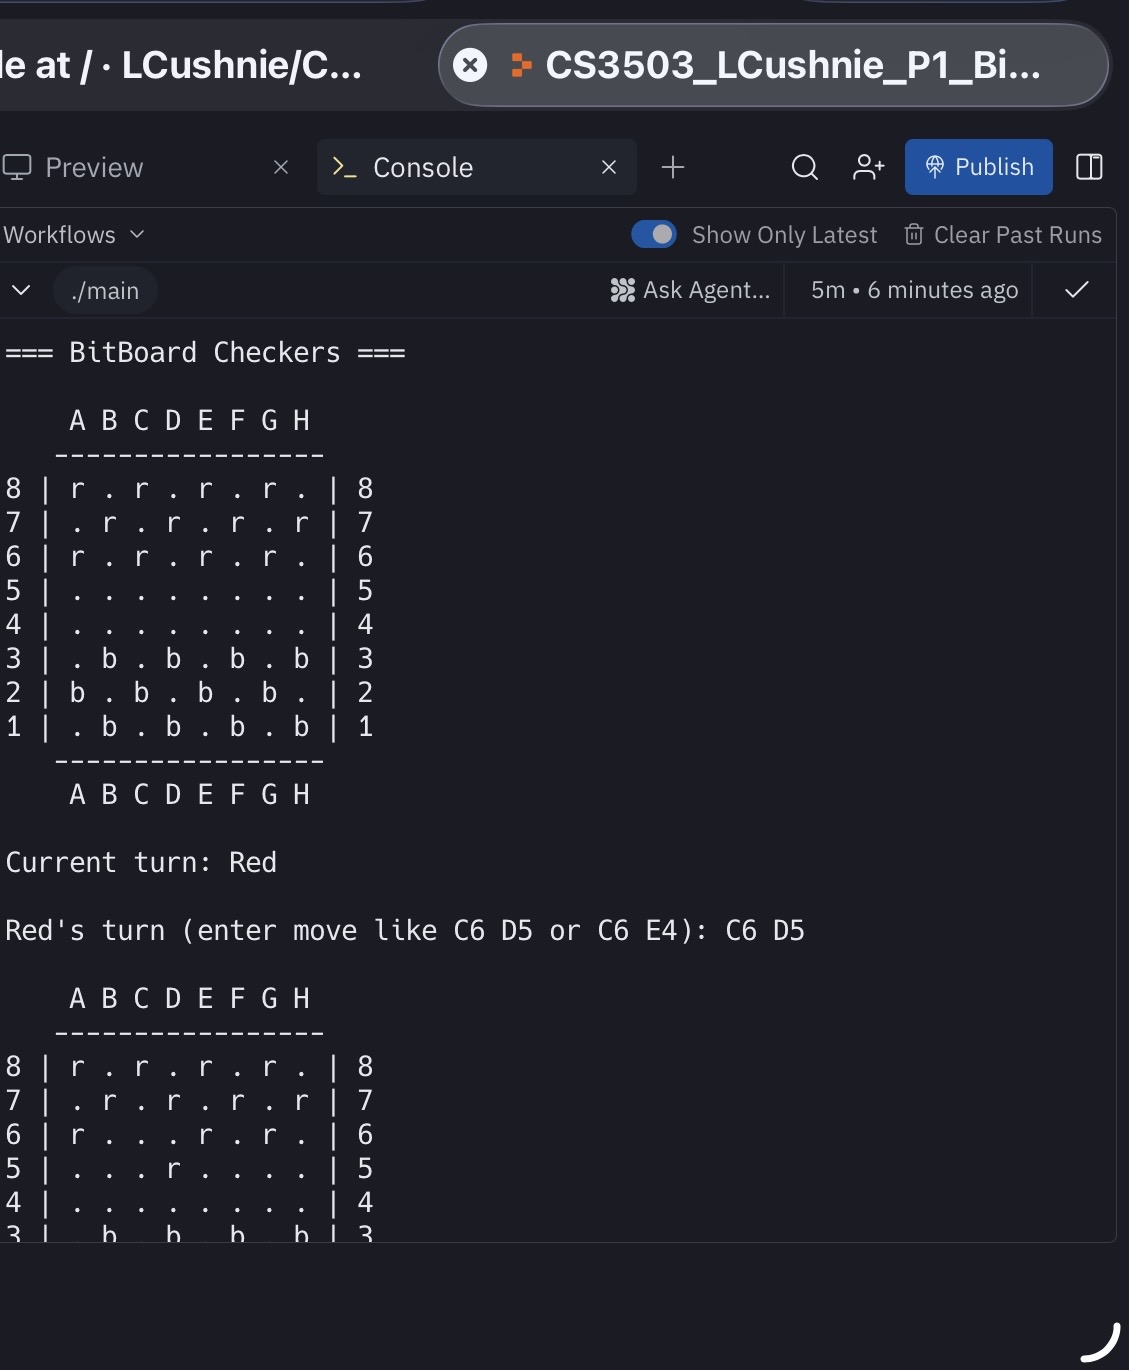 le at / · LCushnie/C...
CS3503_LCushnie_P1_Bi...
Preview
Console
Publish
Workflows
Show Only Latest
Clear Past Runs
./main
Ask Agent...
5m • 6 minutes ago
=== BitBoard Checkers ===
A B C D E F G H
-----------------
8 | r . r . r . r . | 8
7 | . r . r . r . r | 7
6 | r . r . r . r . | 6
5 | . . . . . . . . | 5
4 | . . . . . . . . | 4
3 | . b . b . b . b | 3
2 | b . b . b . b . | 2
1 | . b . b . b . b | 1
-----------------
A B C D E F G H
Current turn: Red
Red's turn (enter move like C6 D5 or C6 E4): C6 D5
A B C D E F G H
-----------------
8 | r . r . r . r . | 8
7 | . r . r . r . r | 7
6 | r . . . r . r . | 6
5 | . . . r . . . . | 5
4 | . . . . . . . . | 4
3 | . b . b . b . b | 3